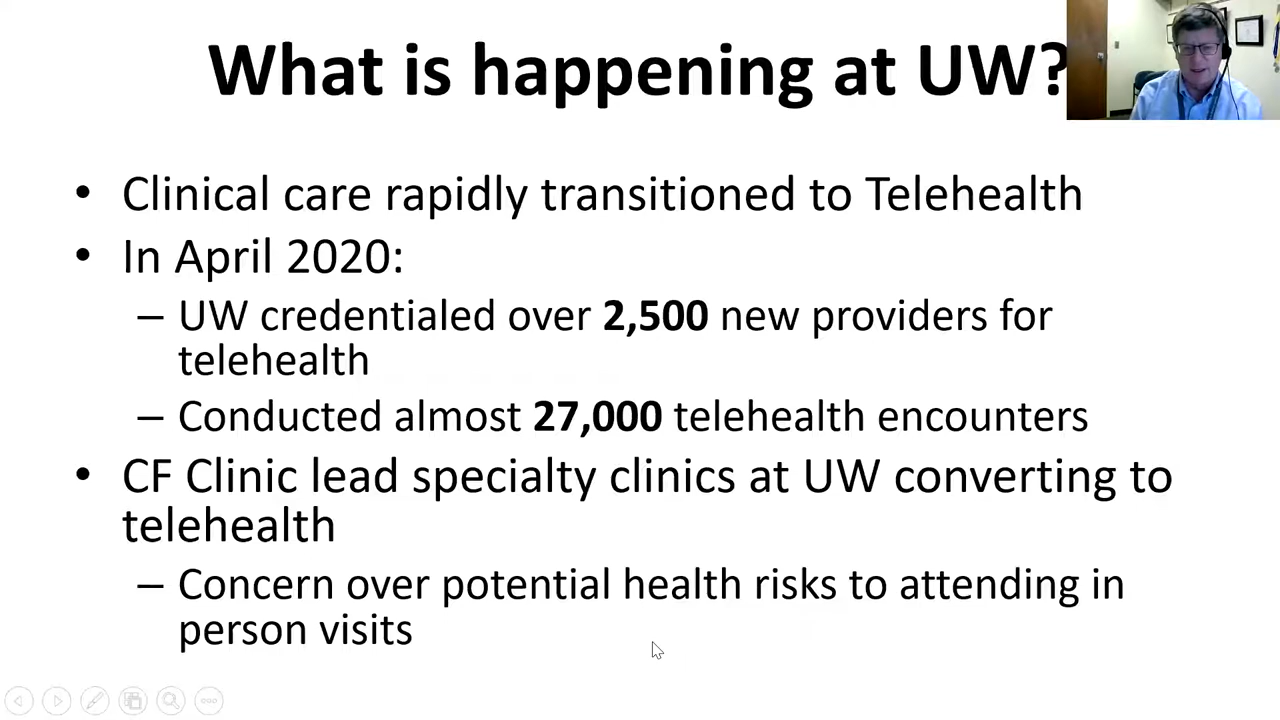 What is happening at UW?
• Clinical care rapidly transitioned to Telehealth
• In April 2020:
– UW credentialed over 2,500 new providers for
telehealth
– Conducted almost 27,000 telehealth encounters
• CF Clinic lead specialty clinics at UW converting to
telehealth
– Concern over potential health risks to attending in
person visits